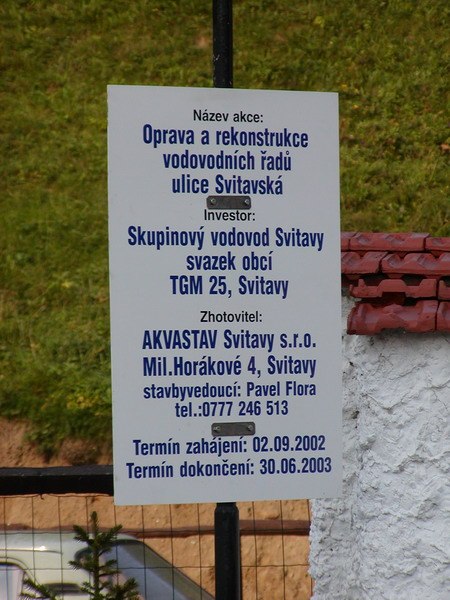 Název akce:
Oprava a rekonstrukce
vodovodních řadů
ulice Svitavská
Investor:
Skupinový vodovod Svitavy
svazek obcí
TGM 25, Svitavy
Zhotovitel:
AKVASTAV Svitavy s.r.o.
Mil.Horákové 4, Svitavy
stavbyvedoucí: Pavel Flora
tel.:0777 246 513
Termín zahájení: 02.09.2002
Termín dokončení: 30.06.2003